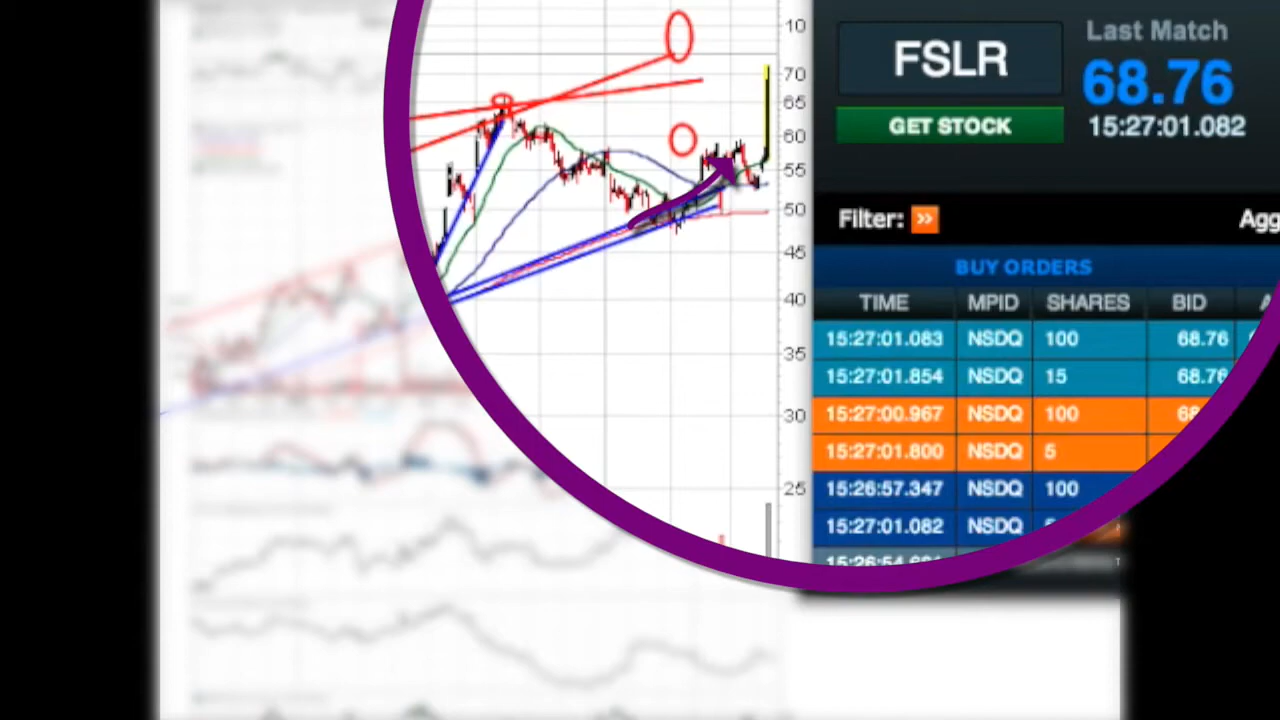 10
70
65
60
55
50
45
40
35
30
25
FSLR
GET STOCK
Last Match
68.76
15:27:01.082
Filter: >>
BUY ORDERS
TIME MPID SHARES BID
15:27:01.083 NSDQ 100 68.76
15:27:01.854 NSDQ 15 68.76
15:27:00.967 NSDQ 100 68
15:27:01.800 NSDQ 5
15:26:57.347 NSDQ 100
15:27:01.082 NSDQ